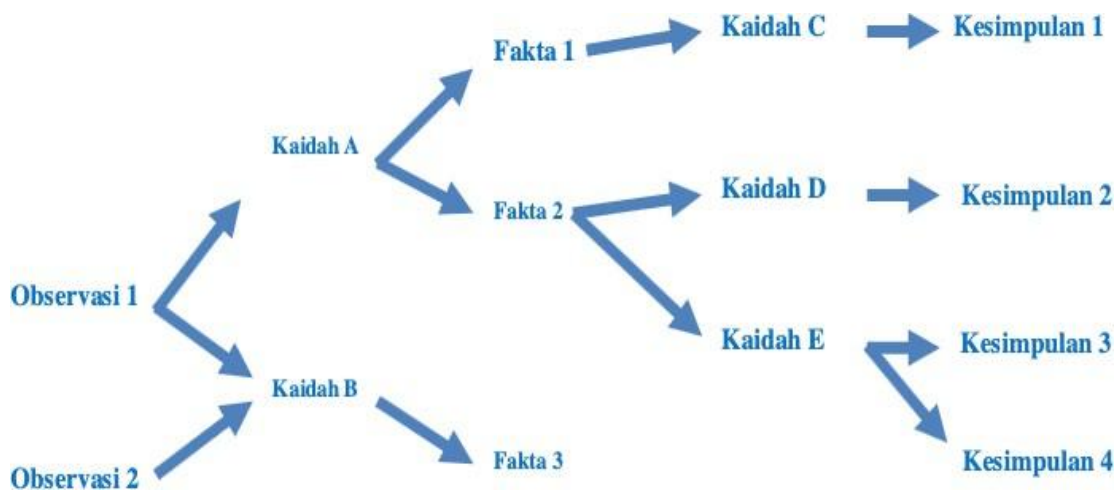 Fakta 1
Kaidah C
Kesimpulan 1
Kaidah A
Fakta 2
Kaidah D
Kesimpulan 2
Observasi 1
Kaidah E
Kesimpulan 3
Kaidah B
Observasi 2
Fakta 3
Kesimpulan 4